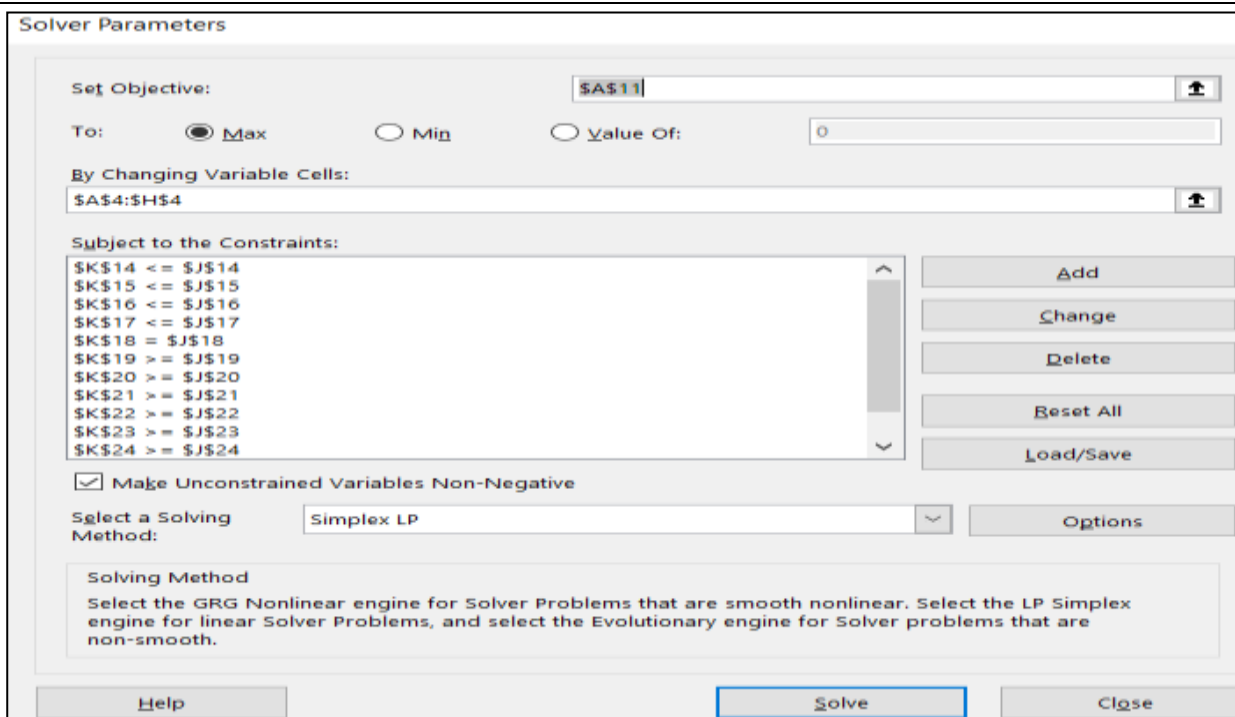 Solver Parameters
Set Objective: $A$11
To: Max Min Value Of: 0
By Changing Variable Cells:
$A$4:$H$4
Subject to the Constraints:
$K$14 <= $J$14
$K$15 <= $J$15
$K$16 <= $J$16
$K$17 <= $J$17
$K$18 = $J$18
$K$19 >= $J$19
$K$20 >= $J$20
$K$21 >= $J$21
$K$22 >= $J$22
$K$23 >= $J$23
$K$24 >= $J$24
Add
Change
Delete
Reset All
Load/Save
Make Unconstrained Variables Non-Negative
Select a Solving
Method:
Simplex LP
Options
Solving Method
Select the GRG Nonlinear engine for Solver Problems that are smooth nonlinear. Select the LP Simplex
engine for linear Solver Problems, and select the Evolutionary engine for Solver problems that are
non-smooth.
Help Solve Close